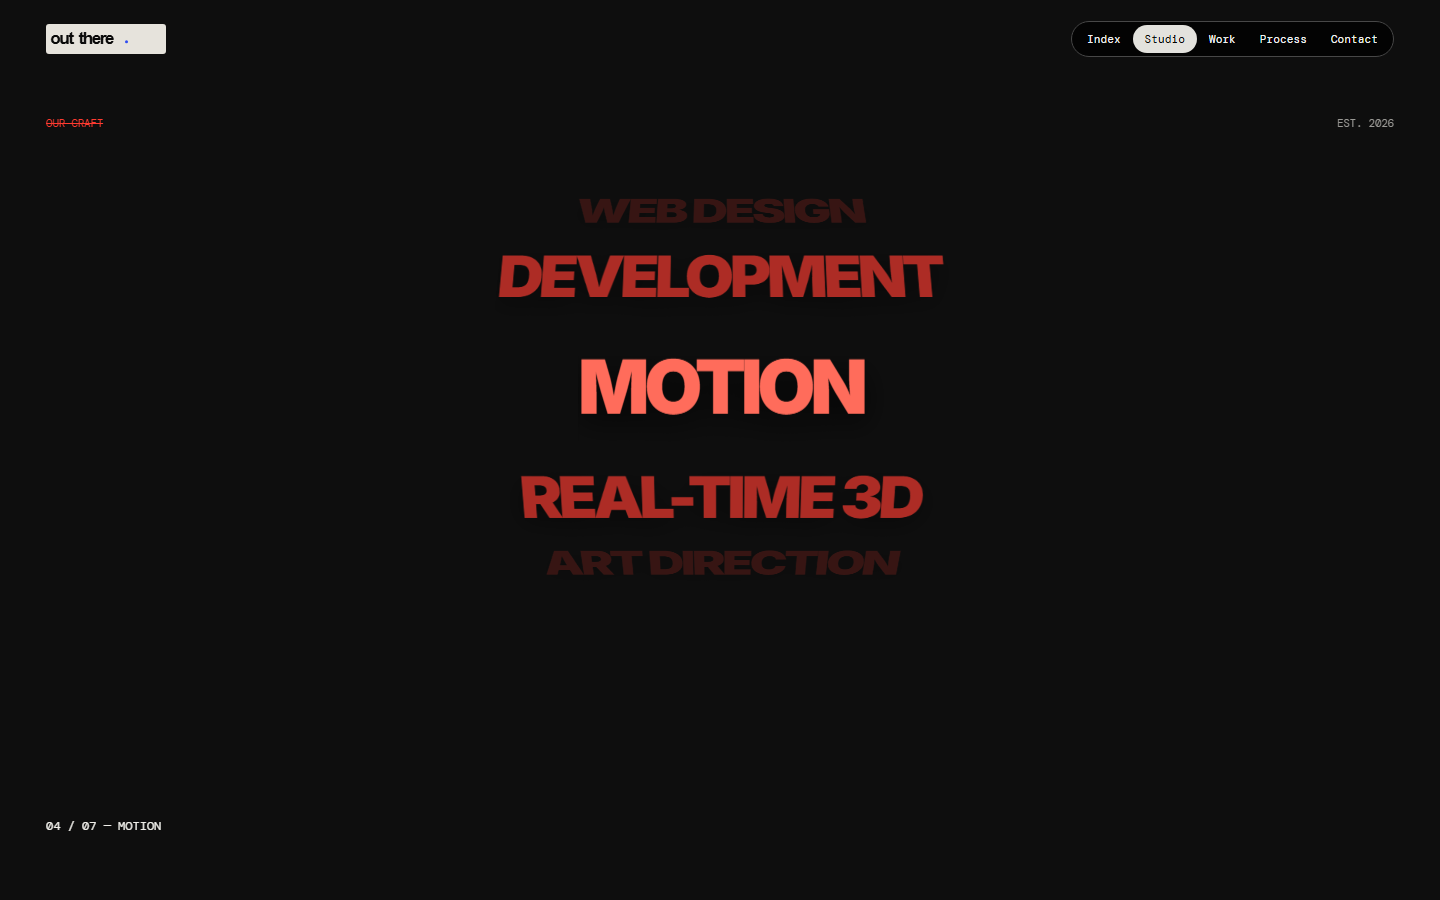 out there .
Index Studio Work Process Contact
OUR CRAFT
EST. 2026
WEB DESIGN
DEVELOPMENT
MOTION
REAL-TIME 3D
ART DIRECTION
04 / 07 — MOTION